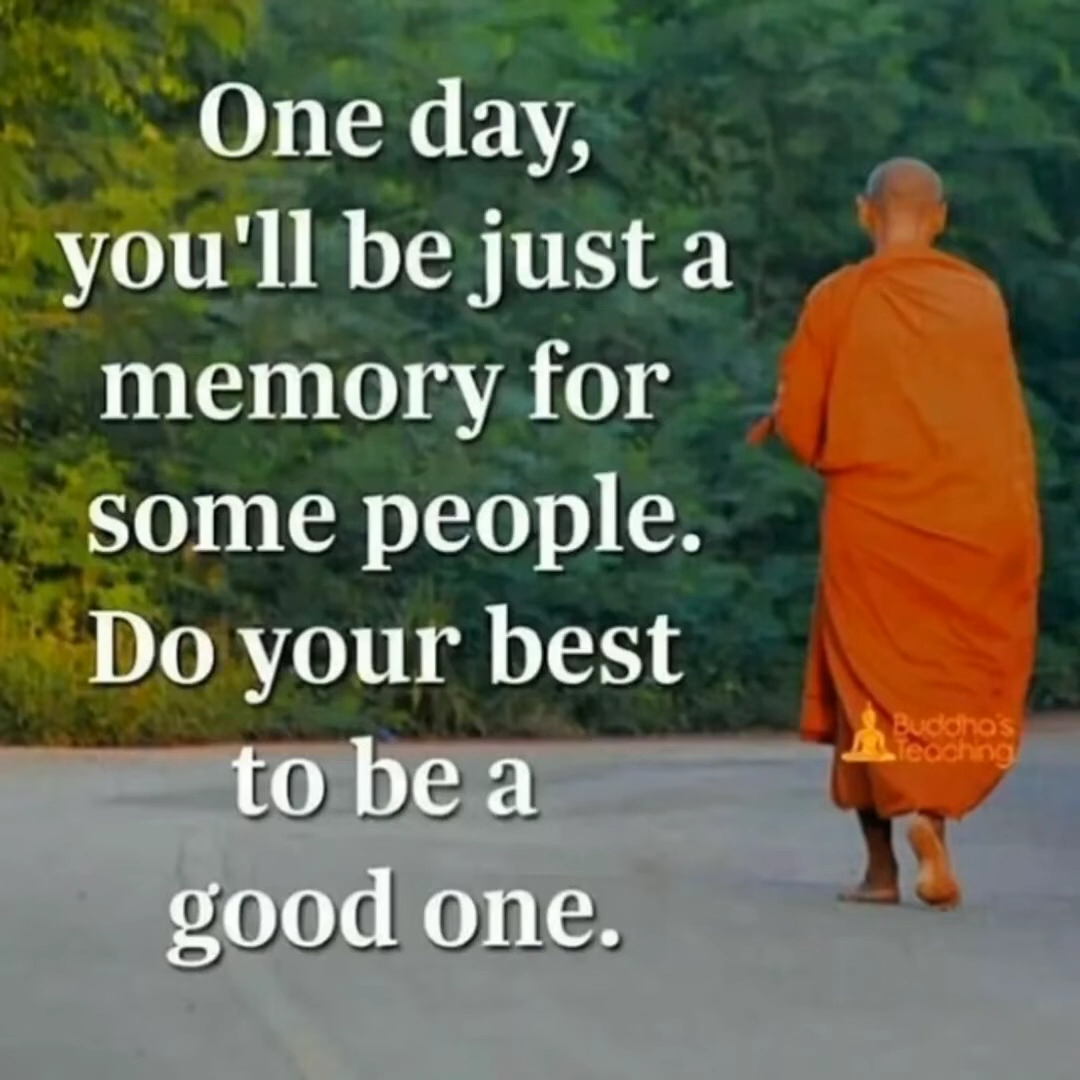 One day,
you'll be just a
memory for
some people.
Do your best
to be a
good one.
Buddha's
Teaching